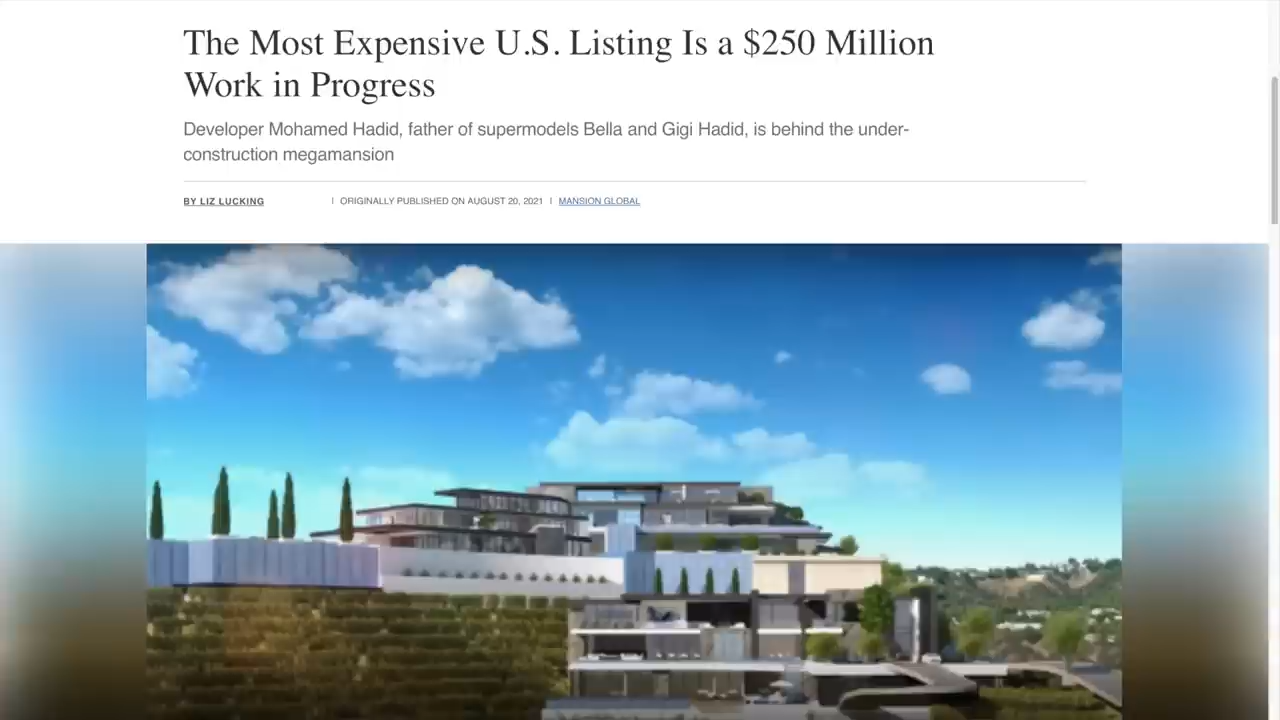 The Most Expensive U.S. Listing Is a $250 Million
Work in Progress
Developer Mohamed Hadid, father of supermodels Bella and Gigi Hadid, is behind the under-
construction megamansion
BY LIZ LUCKING | ORIGINALLY PUBLISHED ON AUGUST 20, 2021 | MANSION GLOBAL